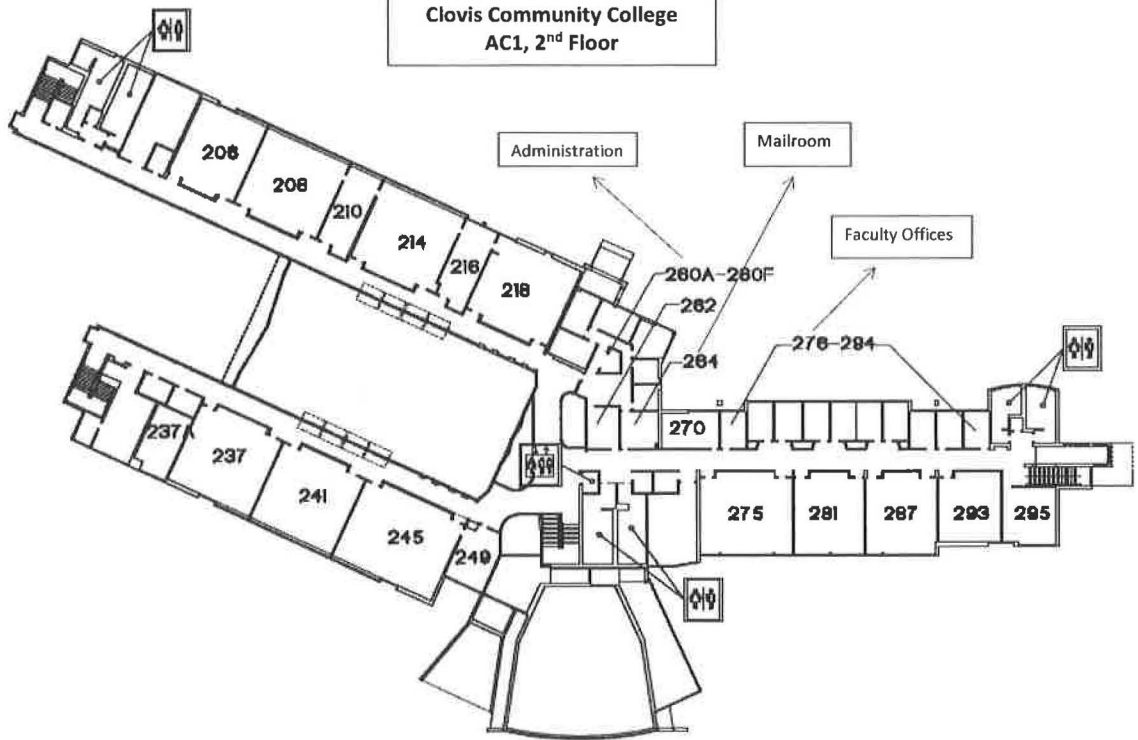 Clovis Community College
AC1, 2nd Floor
Administration
Mailroom
Faculty Offices
206
208
210
214
216
218
260A-260F
262
264
276-294
270
237A
237
241
245
249
275
281
287
293
295